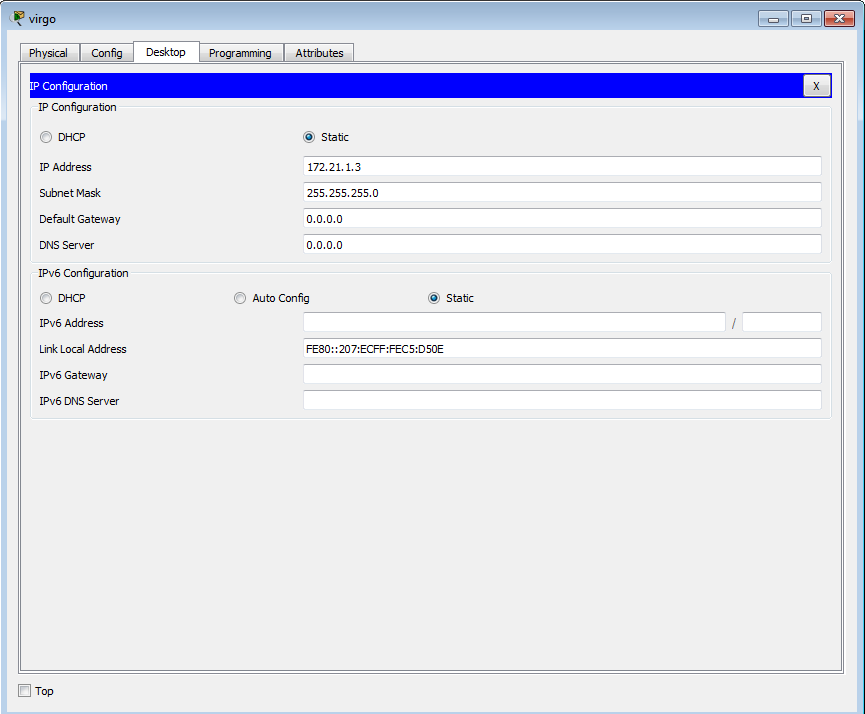 virgo
Physical Config Desktop Programming Attributes
IP Configuration X
IP Configuration
DHCP Static
IP Address 172.21.1.3
Subnet Mask 255.255.255.0
Default Gateway 0.0.0.0
DNS Server 0.0.0.0
IPv6 Configuration
DHCP Auto Config Static
IPv6 Address /
Link Local Address FE80::207:ECFF:FEC5:D50E
IPv6 Gateway
IPv6 DNS Server
Top